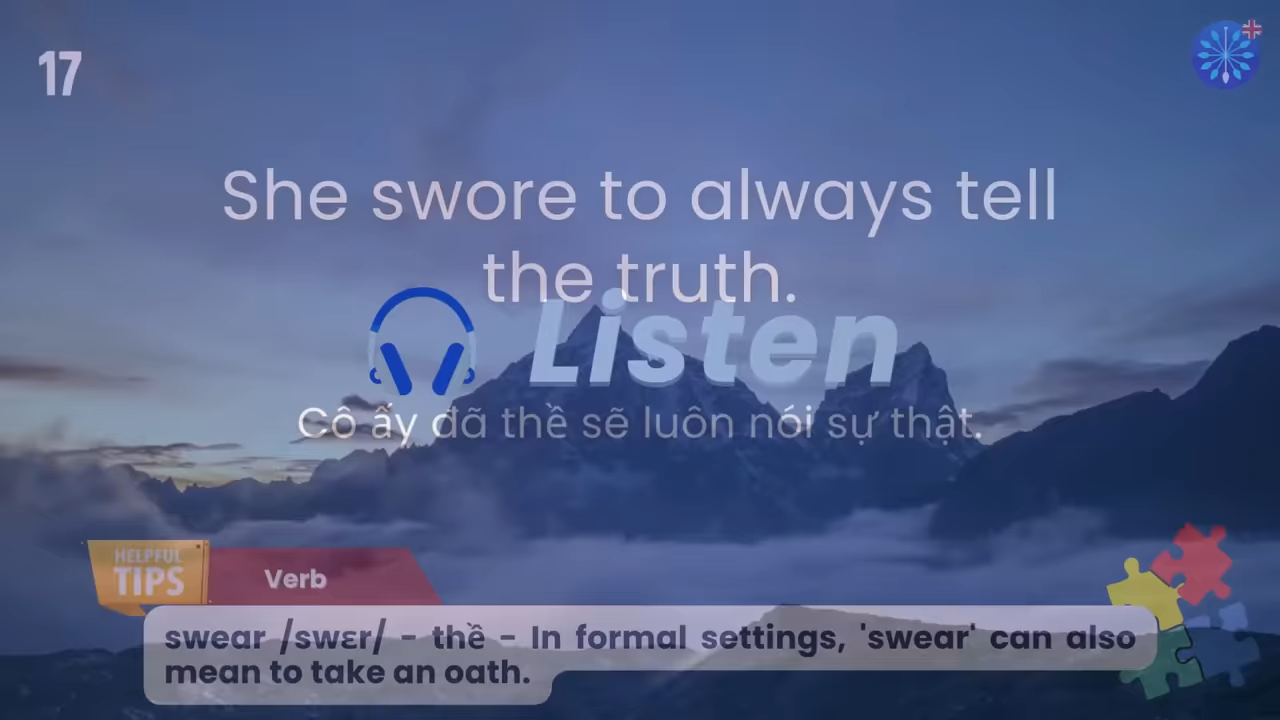 17
She swore to always tell
the truth.
Listen
Cô ấy đã thề sẽ luôn nói sự thật.
HELPFUL
TIPS
Verb
swear /swɛr/ - thề - In formal settings, 'swear' can also
mean to take an oath.